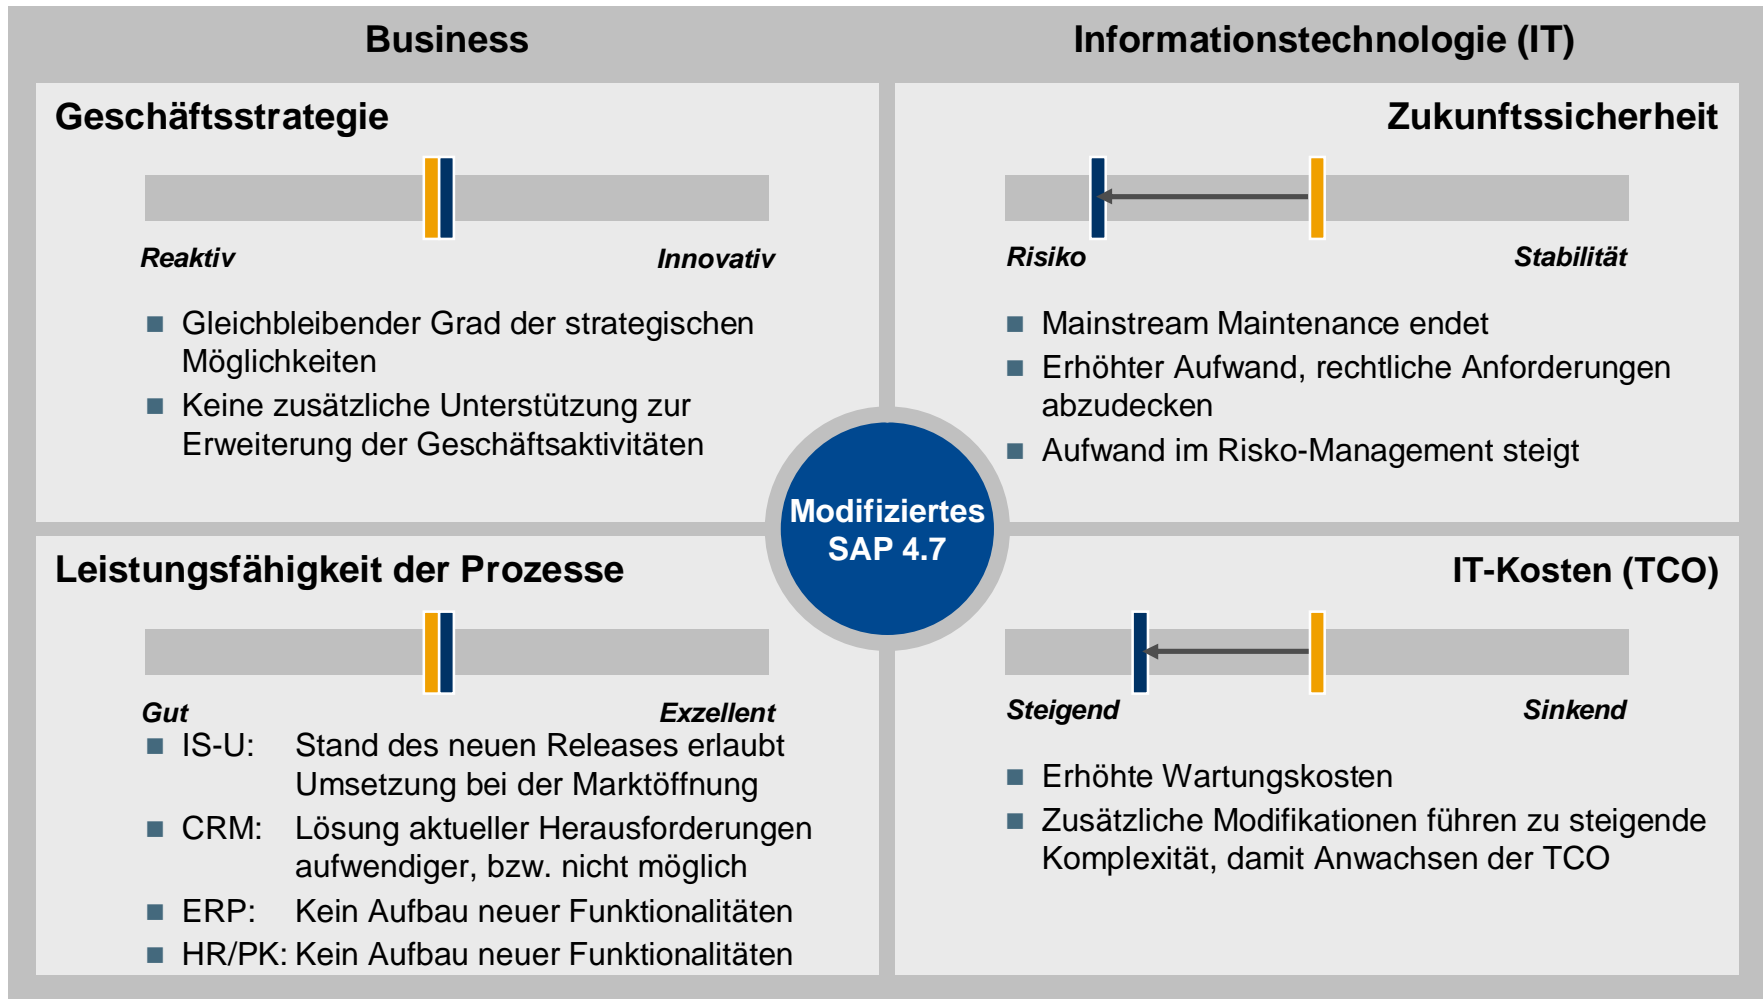 Business
Informationstechnologie (IT)
Geschäftsstrategie
Reaktiv
Innovativ
Gleichbleibender Grad der strategischen
Möglichkeiten
Keine zusätzliche Unterstützung zur
Erweiterung der Geschäftsaktivitäten
Zukunftssicherheit
Risiko
Stabilität
Mainstream Maintenance endet
Erhöhter Aufwand, rechtliche Anforderungen
abzudecken
Aufwand im Risko-Management steigt
Modifiziertes
SAP 4.7
Leistungsfähigkeit der Prozesse
Gut
Exzellent
IS-U: Stand des neuen Releases erlaubt
Umsetzung bei der Marktöffnung
CRM: Lösung aktueller Herausforderungen
aufwendiger, bzw. nicht möglich
ERP: Kein Aufbau neuer Funktionalitäten
HR/PK: Kein Aufbau neuer Funktionalitäten
IT-Kosten (TCO)
Steigend
Sinkend
Erhöhte Wartungskosten
Zusätzliche Modifikationen führen zu steigende
Komplexität, damit Anwachsen der TCO